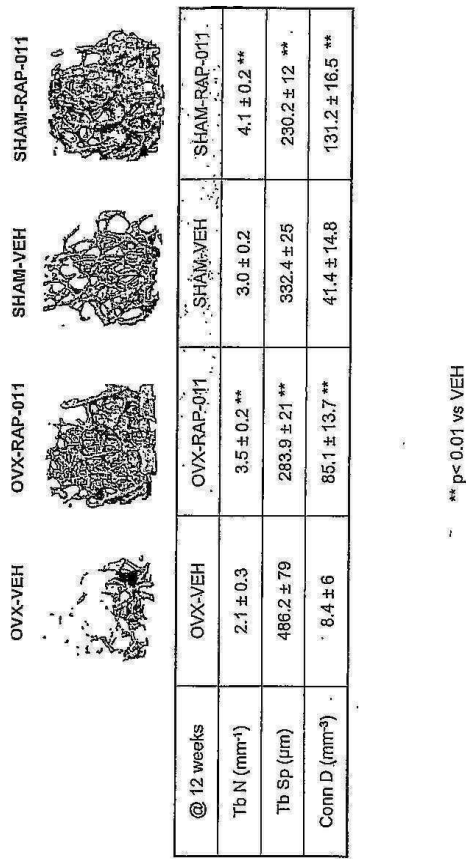 OVX-VEH OVX-RAP-011 SHAM-VEH SHAM-RAP-011
@ 12 weeks OVX-VEH OVX-RAP-011 SHAM-VEH SHAM-RAP-011
Tb N (mm-1) 2.1 ± 0.3 3.5 ± 0.2 ** 3.0 ± 0.2 4.1 ± 0.2 **
Tb Sp (μm) 486.2 ± 79 283.9 ± 21 ** 332.4 ± 25 230.2 ± 12 **
Conn D (mm-3) 8.4 ± 6 85.1 ± 13.7 ** 41.4 ± 14.8 131.2 ± 16.5 **
** p< 0.01 vs VEH